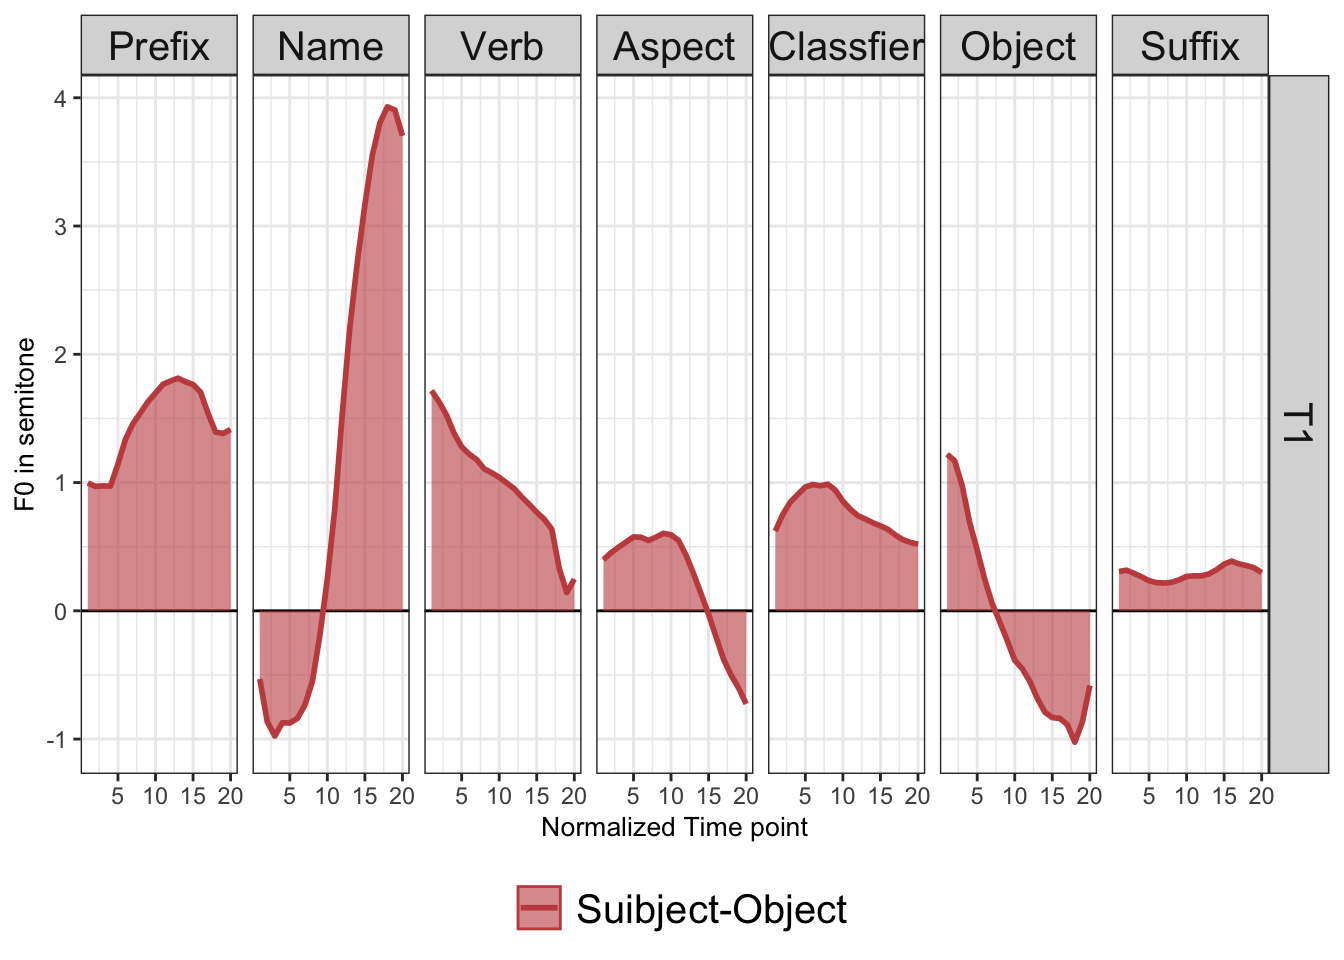 Prefix Name Verb Aspect Classfier Object Suffix
T1
F0 in semitone
4
3
2
1
0
-1
5 10 15 20 5 10 15 20 5 10 15 20 5 10 15 20 5 10 15 20 5 10 15 20 5 10 15 20
Normalized Time point
Suibject-Object